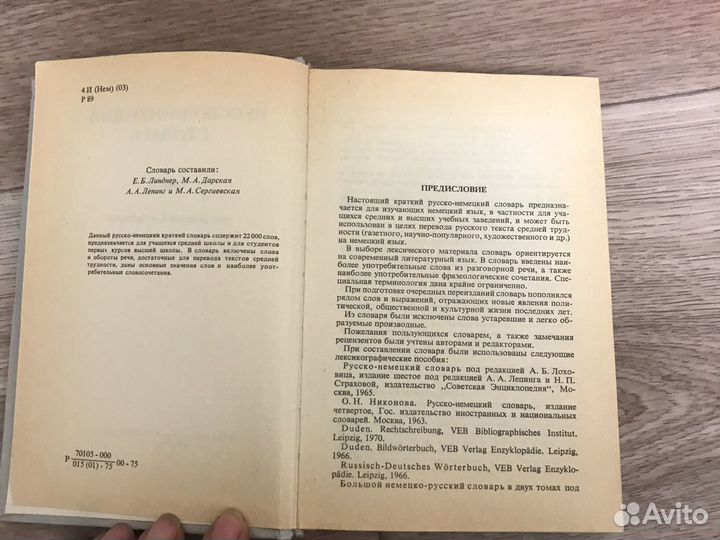 4 И (Нем) (03)
Р 89
Словарь составили:
Е. Б. Линднер, М. А. Дарская
А. А. Лепинг и М. А. Сергиевская
Данный русско-немецкий краткий словарь содержит 22 000 слов,
предназначается для учащихся средней школы и для студентов
первых курсов высшей школы. В словарь включены слова
и обороты речи, достаточные для перевода текстов средней
трудности, даны основные значения слов и наиболее упот-
ребительные словосочетания.
70105 - 000
Р 00 - 75
015 (01) - 75
ПРЕДИСЛОВИЕ
Настоящий краткий русско-немецкий словарь предназна-
чается для изучающих немецкий язык, в частности для уча-
щихся средних и высших учебных заведений, и может быть
использован в целях перевода русского текста средней труд-
ности (газетного, научно-популярного, художественного и др.)
на немецкий язык.
В выборе лексического материала словарь ориентируется
на современный литературный язык. В словарь введены наи-
более употребительные слова из разговорной речи, а также
наиболее употребительные фразеологические сочетания. Спе-
циальная терминология дана крайне ограниченно.
При подготовке очередных переизданий словарь пополнялся
рядом слов и выражений, отражающих новые явления поли-
тической, общественной и культурной жизни последних лет.
Из словаря были исключены слова устаревшие и легко об-
разуемые производные.
Пожелания пользующихся словарем, а также замечания
рецензентов были учтены авторами и редакторами.
При составлении словаря были использованы следующие
лексикографические пособия:
Русско-немецкий словарь под редакцией А. Б. Лохо-
вица, издание шестое под редакцией А. А. Лепинга и Н. П.
Страховой, издательство „Советская Энциклопедия", Мо-
сква, 1965.
О. Н. Никонова. Русско-немецкий словарь, издание
четвертое, Гос. издательство иностранных и национальных
словарей. Москва, 1963.
Duden. Rechtschreibung, VEB Bibliographisches Institut.
Leipzig, 1970.
Duden. Bildwörterbuch, VEB Verlag Enzyklopädie, Leipzig,
1966.
Russisch-Deutsches Wörterbuch, VEB Verlag Enzyklo-
pädie. Leipzig, 1966.
Большой немецко-русский словарь в двух томах под
Avito